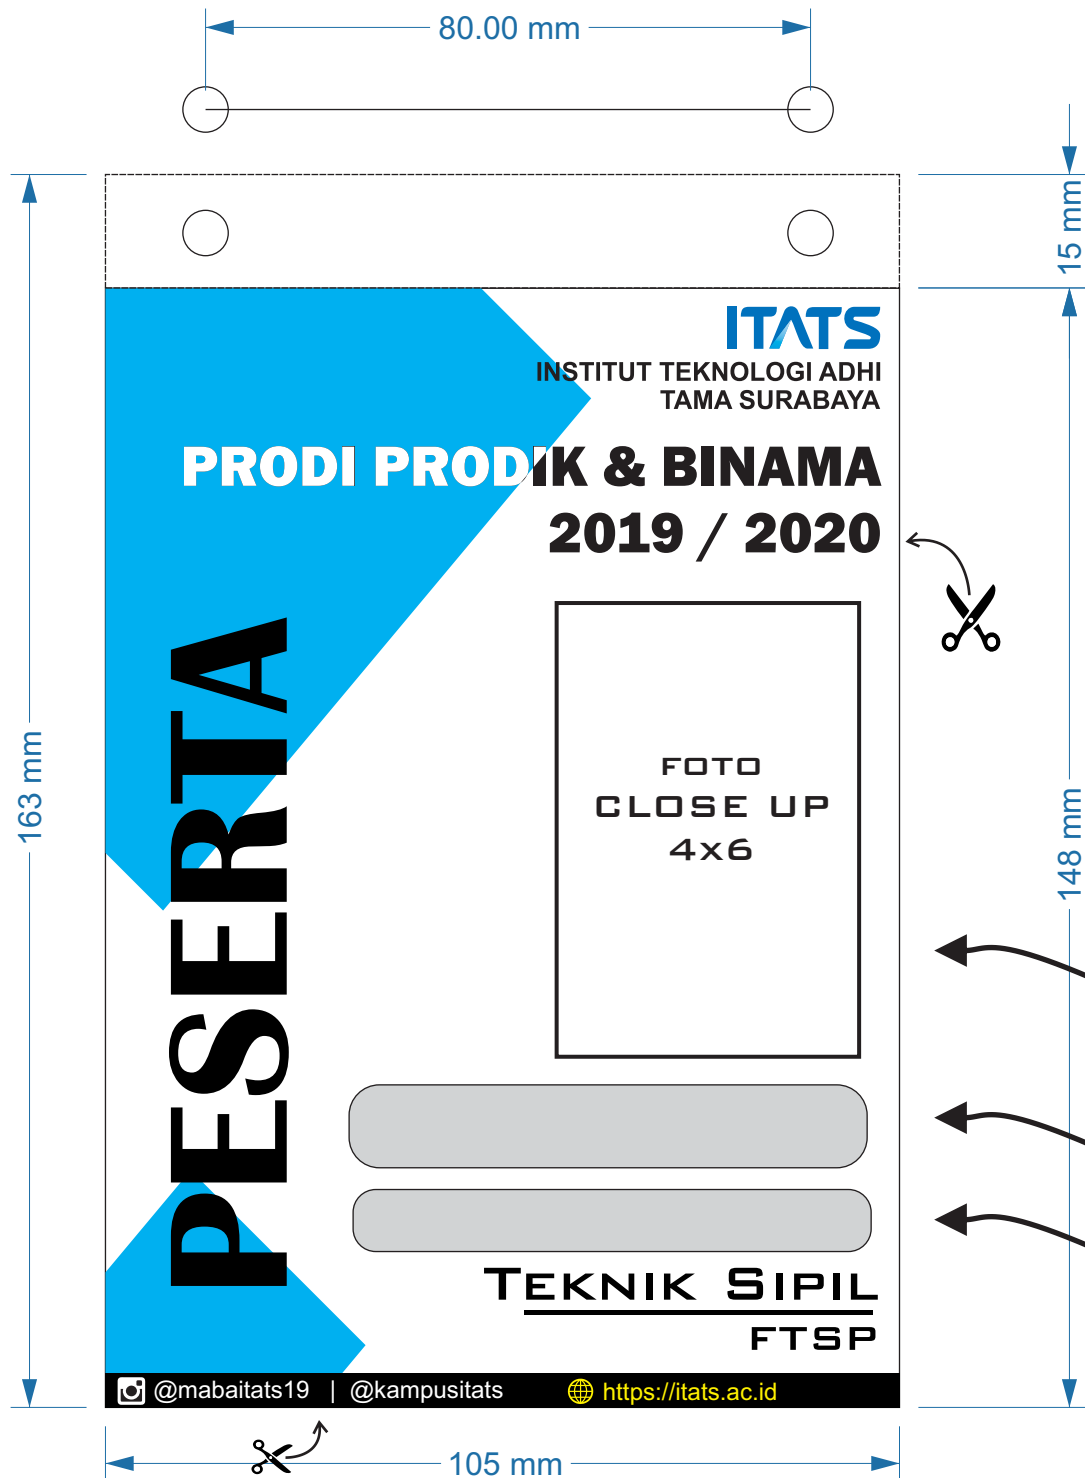 80.00 mm
15 mm
ITATS
INSTITUT TEKNOLOGI ADHI
TAMA SURABAYA
PRODI PRODIK & BINAMA
2019 / 2020
PESERTA
FOTO
CLOSE UP
4x6
163 mm
148 mm
TEKNIK SIPIL
FTSP
@mabaitats19 | @kampusitats https://itats.ac.id
105 mm